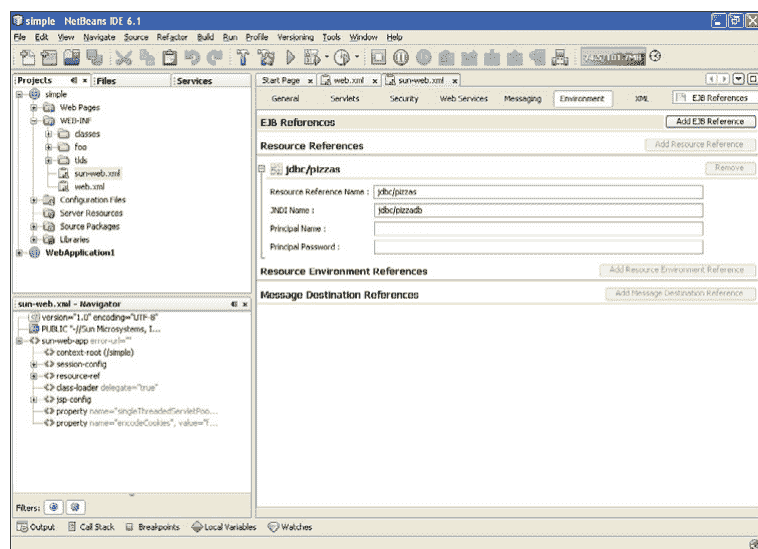 simple NetBeans IDE 6.1
File Edit View Navigate Source Refactor Build Run Profile Versioning Tools Window Help
Projects Files Services
simple
Web Pages
WEB-INF
classes
foo
tlds
sun-web.xml
web.xml
Configuration Files
Server Resources
Source Packages
Libraries
WebApplication1
sun-web.xml - Navigator
version="1.0" encoding="UTF-8"
PUBLIC "-//Sun Microsystems, I...
sun-web-app error-url=""
context-root (/simple)
session-config
resource-ref
class-loader delegate="true"
jsp-config
property name="singleThreadedServletPoo...
property name="encodeCookies", value="f...
Filters:
Start Page web.xml sun-web.xml
General Servlets Security Web Services Messaging Environment XML EJB References
EJB References Add EJB Reference
Resource References Add Resource Reference
jdbc/pizzas Remove
Resource Reference Name : jdbc/pizzas
JNDI Name : jdbc/pizzadb
Principal Name :
Principal Password :
Resource Environment References Add Resource Environment Reference
Message Destination References Add Message Destination Reference
Output Call Stack Breakpoints Local Variables Watches